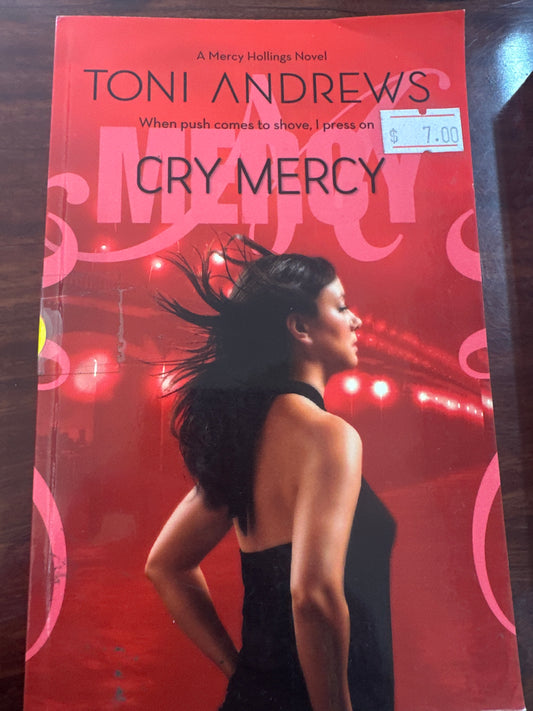 A Mercy Hollings Novel
TONI ANDREWS
When push comes to shove, I press on
$ 7.00
MERCY
CRY MERCY